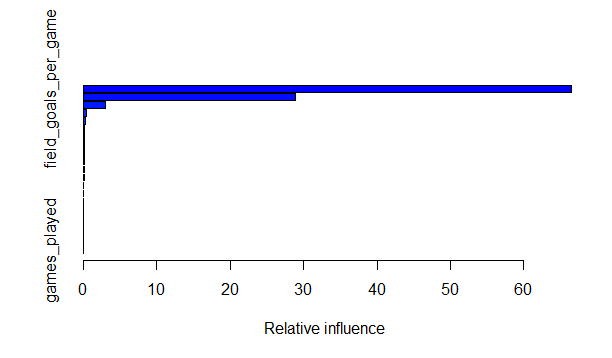 field_goals_per_game
games_played
0 10 20 30 40 50 60
Relative influence